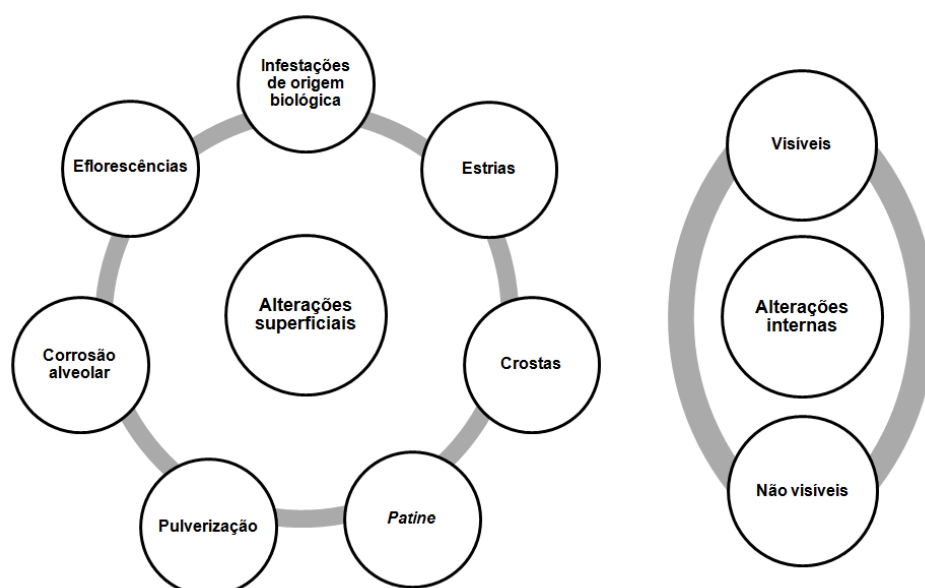 Infestações
de origem
biológica
Eflorescências
Estrias
Alterações
superficiais
Corrosão
alveolar
Crostas
Pulverização
Patine
Visíveis
Alterações
internas
Não visíveis